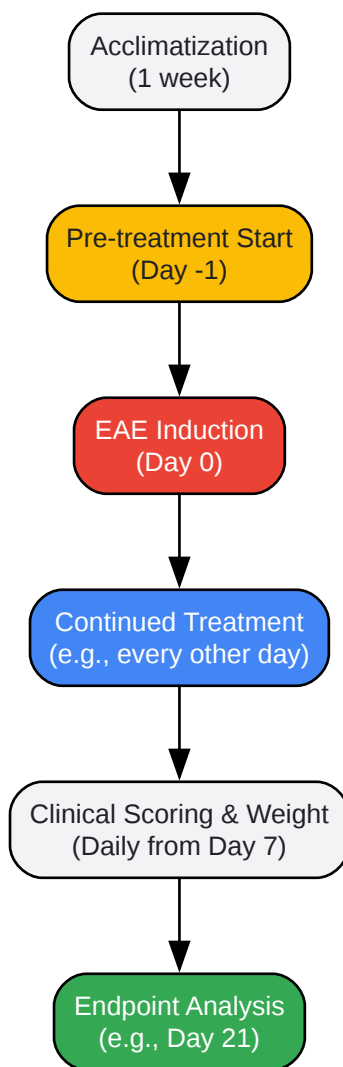 Acclimatization
(1 week)
Pre-treatment Start
(Day -1)
EAE Induction
(Day 0)
Continued Treatment
(e.g., every other day)
Clinical Scoring & Weight
(Daily from Day 7)
Endpoint Analysis
(e.g., Day 21)